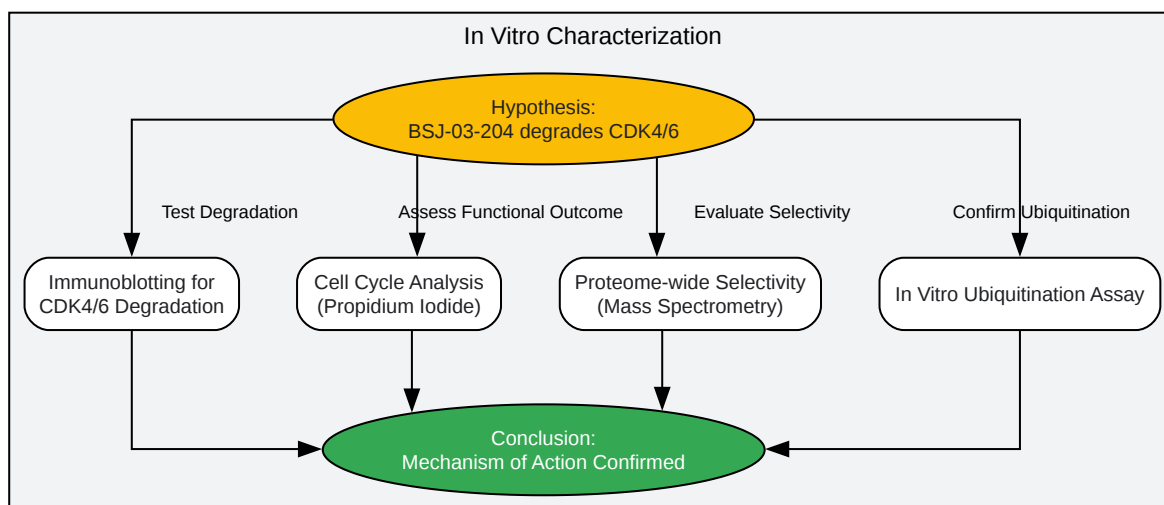 In Vitro Characterization
Hypothesis:
BSJ-03-204 degrades CDK4/6
Test Degradation
Assess Functional Outcome
Evaluate Selectivity
Confirm Ubiquitination
Immunoblotting for
CDK4/6 Degradation
Cell Cycle Analysis
(Propidium Iodide)
Proteome-wide Selectivity
(Mass Spectrometry)
In Vitro Ubiquitination Assay
Conclusion:
Mechanism of Action Confirmed